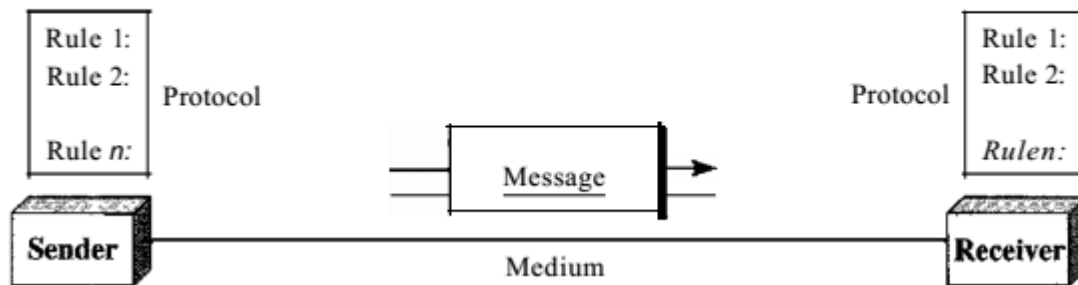 Rule 1:
Rule 2:
Rule n:
Protocol
Message
Protocol
Rule 1:
Rule 2:
Rulen:
Sender
Medium
Receiver